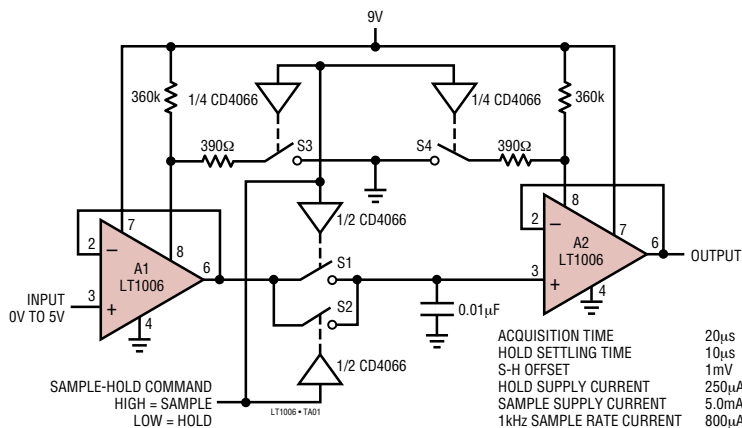 9V
360k
1/4 CD4066
1/4 CD4066
360k
390Ω
S3
S4
390Ω
8
7
2
–
A1
LT1006
6
3
+
4
INPUT
0V TO 5V
1/2 CD4066
S1
S2
1/2 CD4066
0.01µF
8
7
2
–
A2
LT1006
6
OUTPUT
3
+
4
SAMPLE-HOLD COMMAND
HIGH = SAMPLE
LOW = HOLD
LT1006 • TA01
ACQUISITION TIME 20µs
HOLD SETTLING TIME 10µs
S-H OFFSET 1mV
HOLD SUPPLY CURRENT 250µA
SAMPLE SUPPLY CURRENT 5.0mA
1kHz SAMPLE RATE CURRENT 800µA